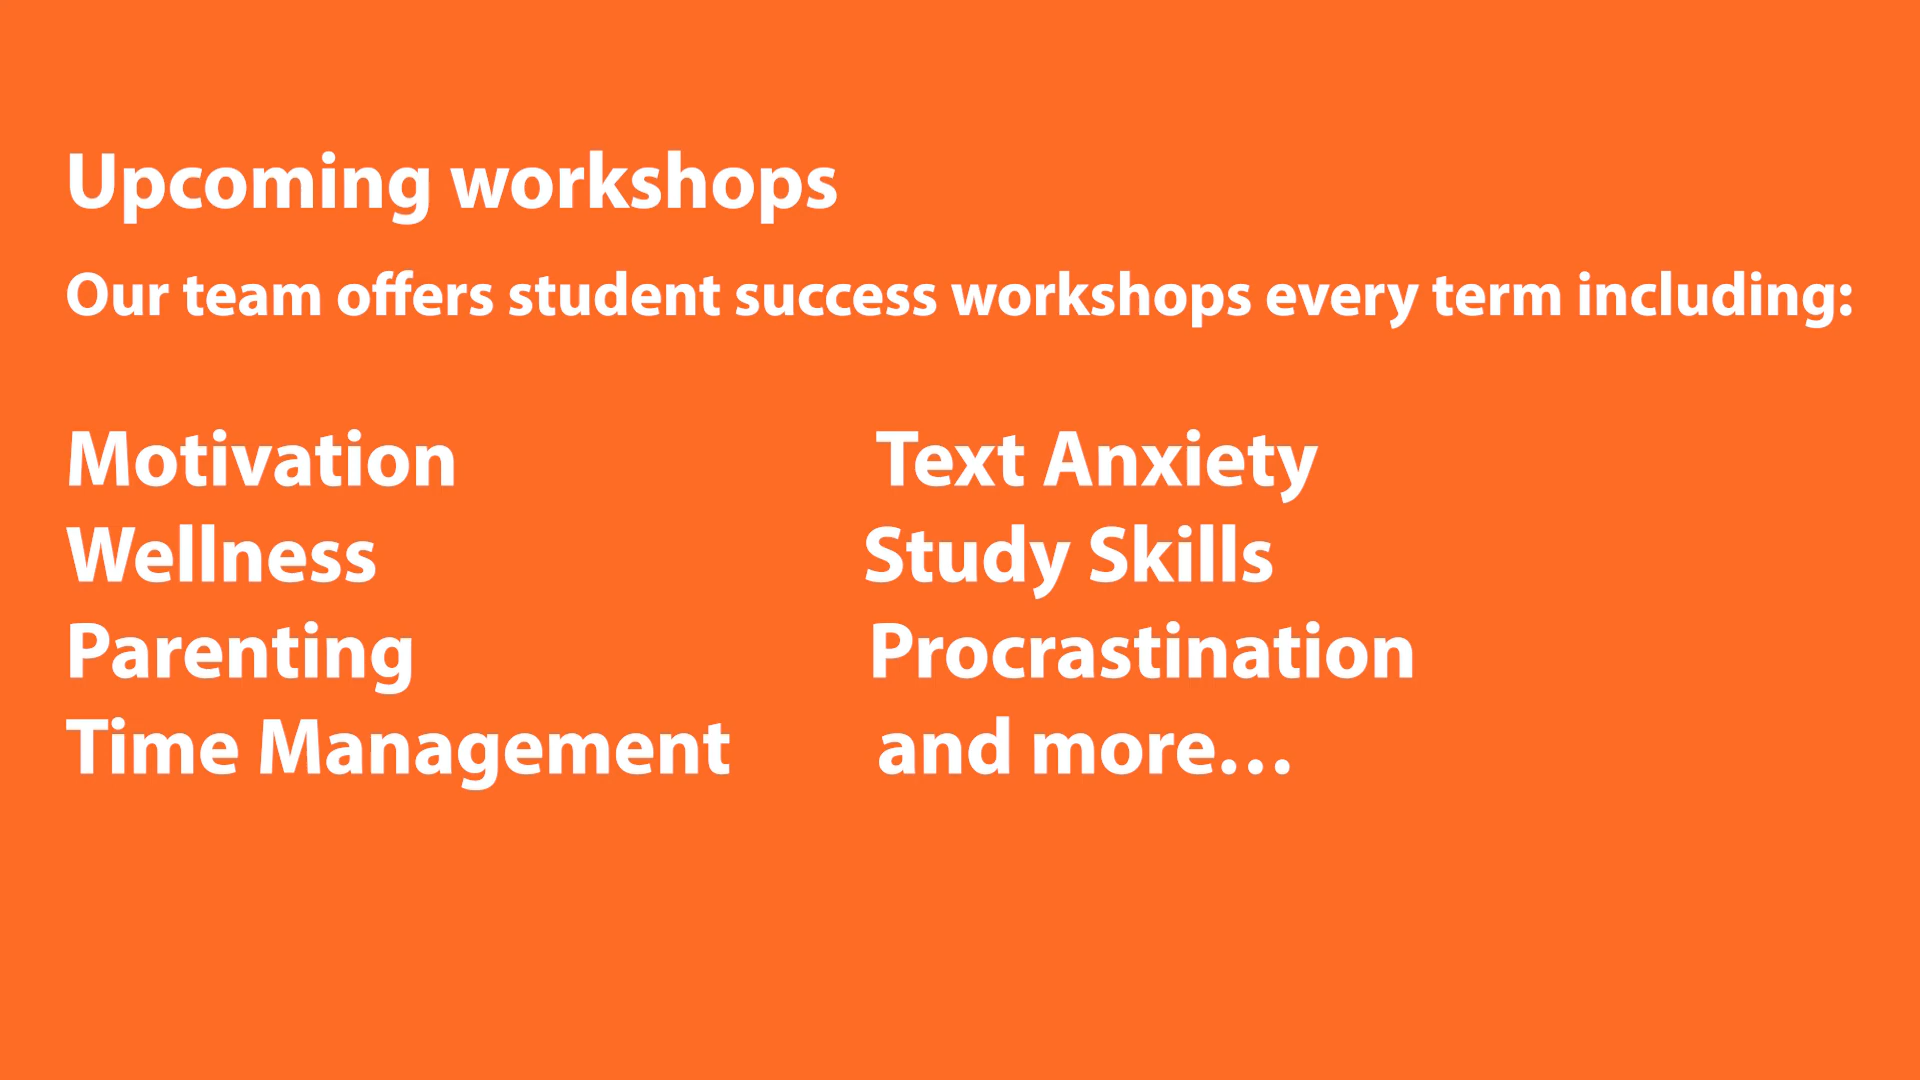 Upcoming workshops
Our team offers student success workshops every term including:
Motivation
Wellness
Parenting
Time Management
Text Anxiety
Study Skills
Procrastination
and more…